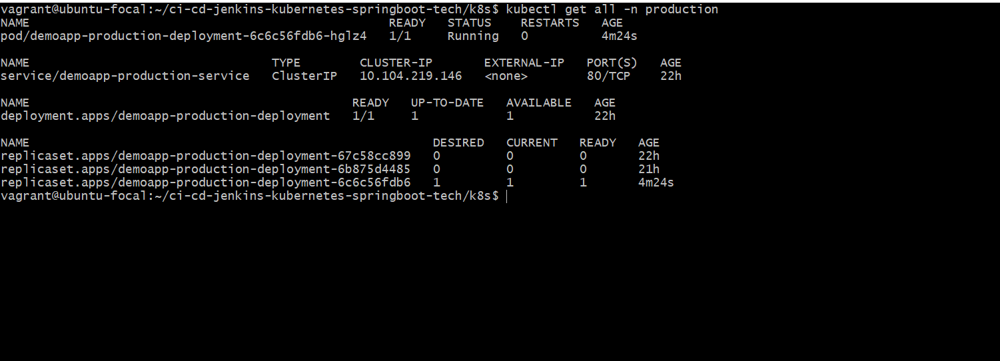 vagrant@ubuntu-focal:~/ci-cd-jenkins-kubernetes-springboot-tech/k8s$ kubectl get all -n production
NAME READY STATUS RESTARTS AGE
pod/demoapp-production-deployment-6c6c56fdb6-hglz4 1/1 Running 0 4m24s
NAME TYPE CLUSTER-IP EXTERNAL-IP PORT(S) AGE
service/demoapp-production-service ClusterIP 10.104.219.146 <none> 80/TCP 22h
NAME READY UP-TO-DATE AVAILABLE AGE
deployment.apps/demoapp-production-deployment 1/1 1 1 22h
NAME DESIRED CURRENT READY AGE
replicaset.apps/demoapp-production-deployment-67c58cc899 0 0 0 22h
replicaset.apps/demoapp-production-deployment-6b875d4485 0 0 0 21h
replicaset.apps/demoapp-production-deployment-6c6c56fdb6 1 1 1 4m24s
vagrant@ubuntu-focal:~/ci-cd-jenkins-kubernetes-springboot-tech/k8s$